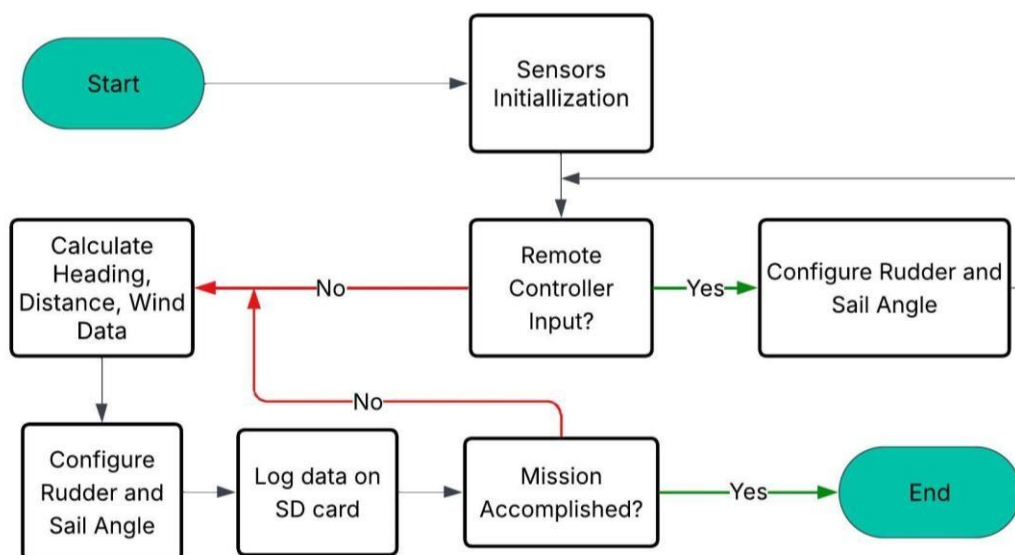 Start
Sensors
Initiallization
Calculate
Heading,
Distance, Wind
Data
No
Remote
Controller
Input?
Yes
Configure Rudder and
Sail Angle
No
Configure
Rudder and
Sail Angle
Log data on
SD card
Mission
Accomplished?
Yes
End